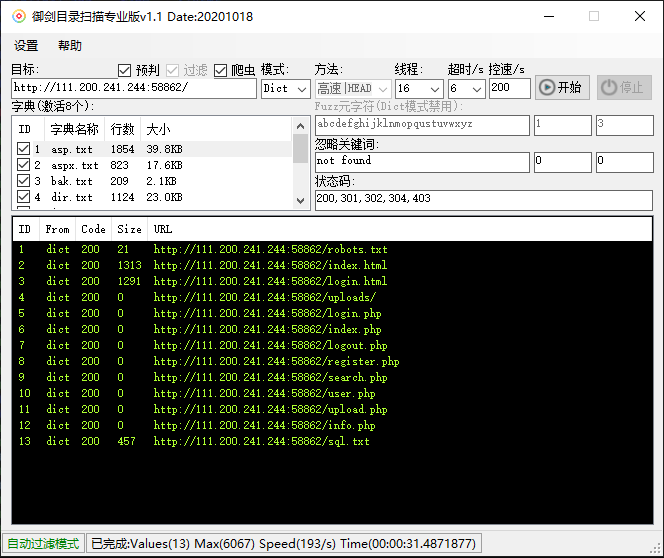 御剑目录扫描专业版v1.1 Date:20201018
设置 帮助
目标: 预判 过滤 爬虫 模式: 方法: 线程: 超时/s 控速/s
http://111.200.241.244:58862/ Dict 高速|HEAD 16 6 200 开始 停止
字典(激活8个): Fuzz元字符(Dict模式禁用):
abcdefghijklnmopqustuvwxyz 1 3
ID 字典名称 行数 大小
忽略关键词:
1 asp.txt 1854 39.8KB
not found 0 0
2 aspx.txt 823 17.6KB
3 bak.txt 209 2.1KB
状态码:
4 dir.txt 1124 23.0KB
200,301,302,304,403
ID From Code Size URL
1 dict 200 21 http://111.200.241.244:58862/robots.txt
2 dict 200 1313 http://111.200.241.244:58862/index.html
3 dict 200 1291 http://111.200.241.244:58862/login.html
4 dict 200 0 http://111.200.241.244:58862/uploads/
5 dict 200 0 http://111.200.241.244:58862/login.php
6 dict 200 0 http://111.200.241.244:58862/index.php
7 dict 200 0 http://111.200.241.244:58862/logout.php
8 dict 200 0 http://111.200.241.244:58862/register.php
9 dict 200 0 http://111.200.241.244:58862/search.php
10 dict 200 0 http://111.200.241.244:58862/user.php
11 dict 200 0 http://111.200.241.244:58862/upload.php
12 dict 200 0 http://111.200.241.244:58862/info.php
13 dict 200 457 http://111.200.241.244:58862/sql.txt
自动过滤模式 已完成:Values(13) Max(6067) Speed(193/s) Time(00:00:31.4871877)